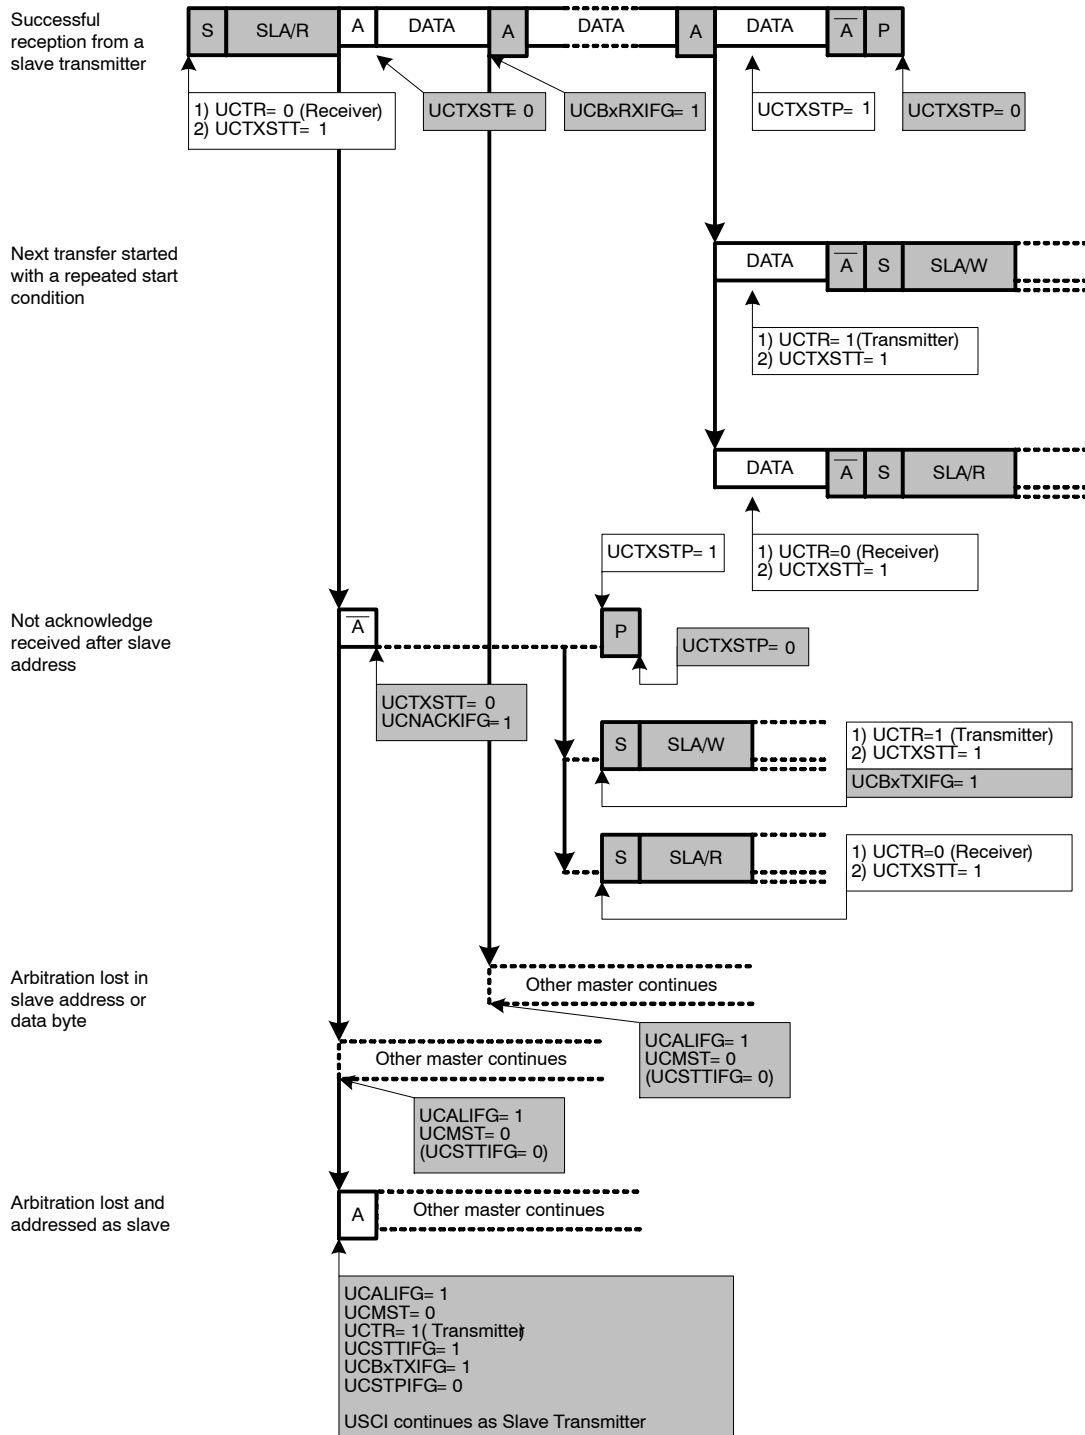 Successful
reception from a
slave transmitter
S SLA/R A DATA A DATA A DATA A P
1) UCTR= 0 (Receiver)
2) UCTXSTT= 1
UCTXSTT= 0
UCBxRXIFG= 1
UCTXSTP= 1
UCTXSTP= 0
Next transfer started
with a repeated start
condition
DATA A S SLA/W
1) UCTR= 1(Transmitter)
2) UCTXSTT= 1
DATA A S SLA/R
1) UCTR=0 (Receiver)
2) UCTXSTT= 1
UCTXSTP= 1
Not acknowledge
received after slave
address
A
P
UCTXSTP= 0
UCTXSTT= 0
UCNACKIFG= 1
S SLA/W
1) UCTR=1 (Transmitter)
2) UCTXSTT= 1
UCBxTXIFG= 1
S SLA/R
1) UCTR=0 (Receiver)
2) UCTXSTT= 1
Arbitration lost in
slave address or
data byte
Other master continues
UCALIFG= 1
UCMST= 0
(UCSTTIFG= 0)
Other master continues
UCALIFG= 1
UCMST= 0
(UCSTTIFG= 0)
Arbitration lost and
addressed as slave
A Other master continues
UCALIFG= 1
UCMST= 0
UCTR= 1( Transmitter)
UCSTTIFG= 1
UCBxTXIFG= 1
UCSTPIFG= 0
USCI continues as Slave Transmitter